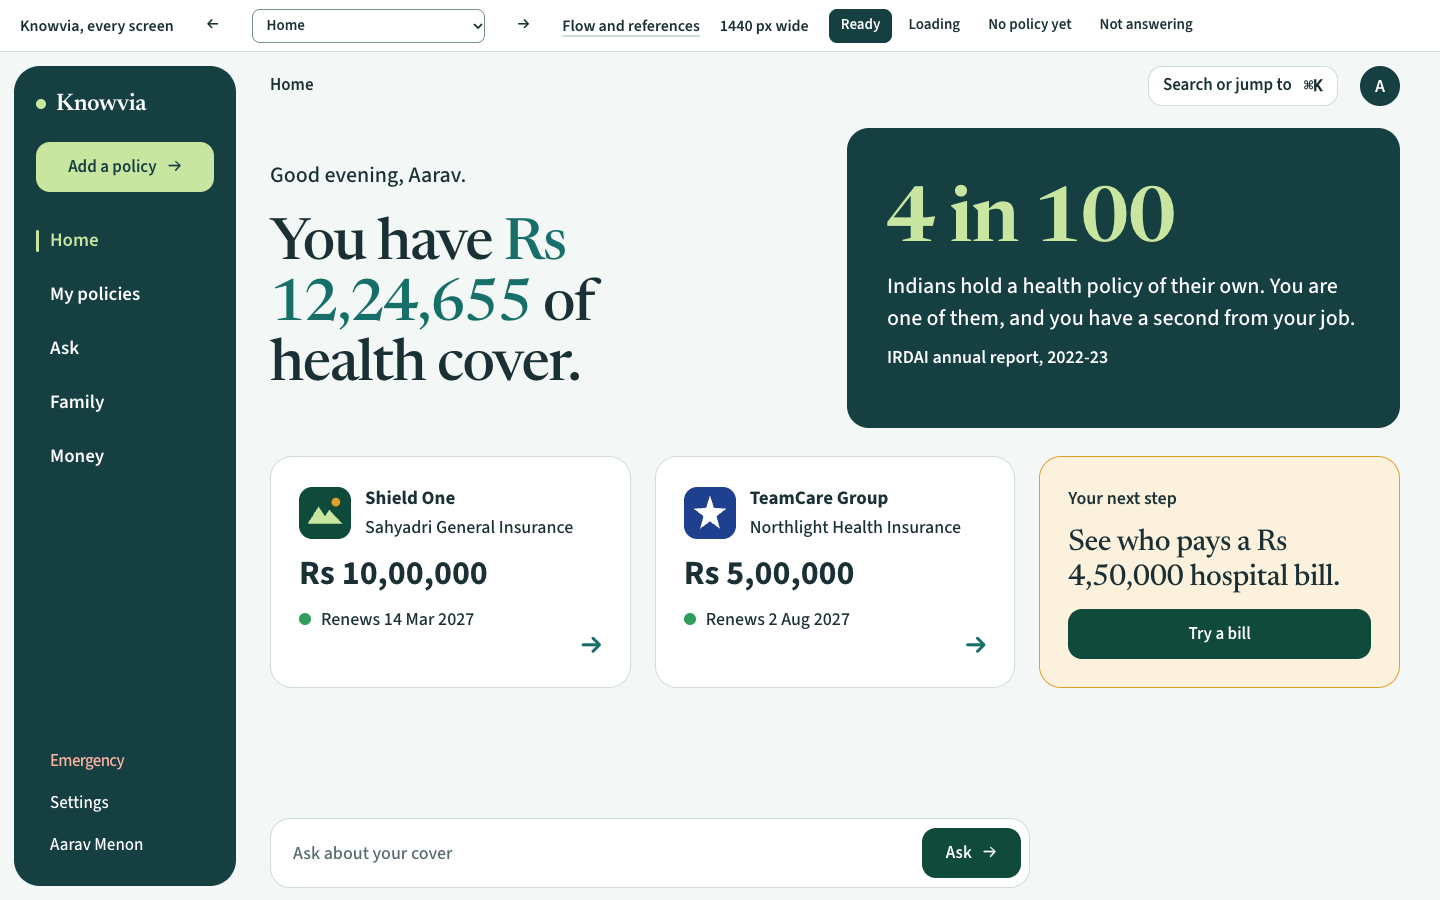 Knowvia, every screen
←
Home
→
Flow and references
1440 px wide
Ready
Loading
No policy yet
Not answering
Knowvia
Add a policy →
Home
My policies
Ask
Family
Money
Emergency
Settings
Aarav Menon
Home
Search or jump to ⌘K
A
Good evening, Aarav.
You have Rs
12,24,655 of
health cover.
4 in 100
Indians hold a health policy of their own. You are
one of them, and you have a second from your job.
IRDAI annual report, 2022-23
Shield One
Sahyadri General Insurance
Rs 10,00,000
Renews 14 Mar 2027
→
TeamCare Group
Northlight Health Insurance
Rs 5,00,000
Renews 2 Aug 2027
→
Your next step
See who pays a Rs
4,50,000 hospital bill.
Try a bill
Ask about your cover
Ask →